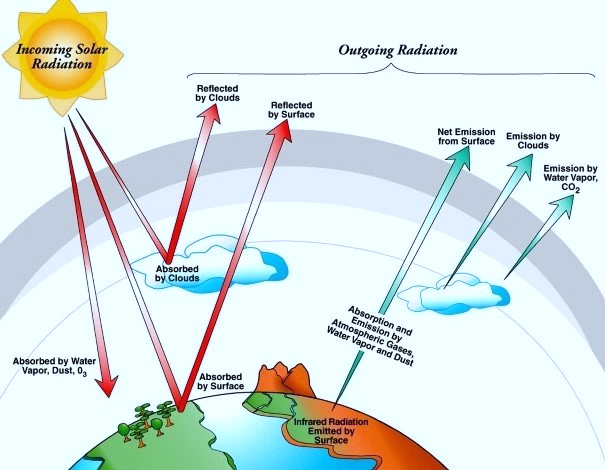 Incoming Solar
Radiation
Outgoing Radiation
Reflected
by Clouds
Reflected
by Surface
Net Emission
from Surface
Emission by
Clouds
Emission by
Water Vapor,
CO2
Absorbed
by Clouds
Absorption and
Emission by
Atmospheric Gases,
Water Vapor and Dust
Absorbed by Water
Vapor, Dust, 03
Absorbed
by Surface
Infrared Radiation
Emitted by
Surface